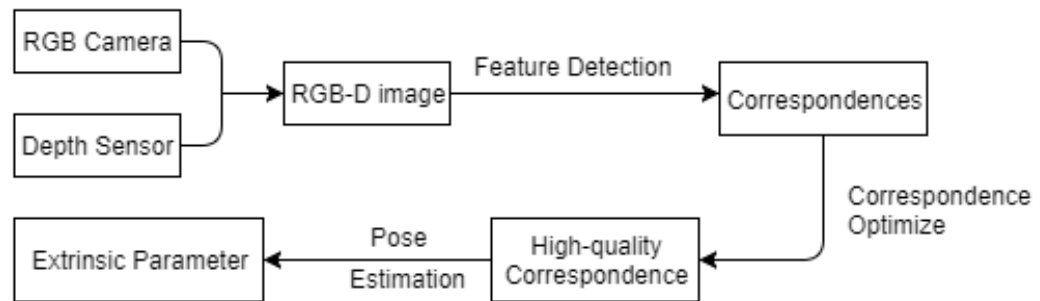 RGB Camera
Depth Sensor
RGB-D image
Feature Detection
Correspondences
Correspondence
Optimize
High-quality
Correspondence
Pose
Estimation
Extrinsic Parameter